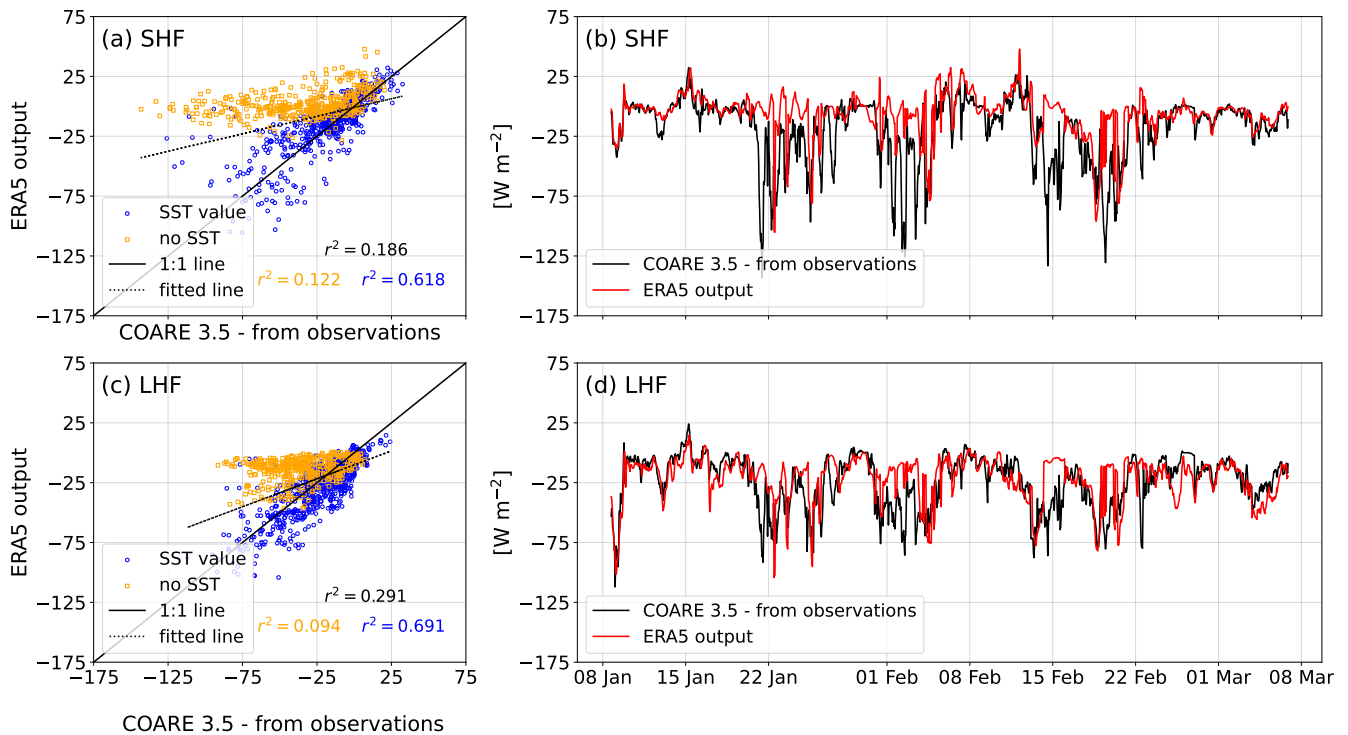 (a) SHF
75
25
−25
−75
−125
−175
ERA5 output
SST value
no SST
1:1 line
fitted line
r² = 0.186
r² = 0.122
r² = 0.618
−175 −125 −75 −25 25 75
COARE 3.5 - from observations
(b) SHF
75
25
−25
−75
−125
−175
[W m−2]
COARE 3.5 - from observations
ERA5 output
(c) LHF
75
25
−25
−75
−125
−175
ERA5 output
SST value
no SST
1:1 line
fitted line
r² = 0.291
r² = 0.094
r² = 0.691
−175 −125 −75 −25 25 75
COARE 3.5 - from observations
(d) LHF
75
25
−25
−75
−125
−175
[W m−2]
COARE 3.5 - from observations
ERA5 output
08 Jan 15 Jan 22 Jan 01 Feb 08 Feb 15 Feb 22 Feb 01 Mar 08 Mar